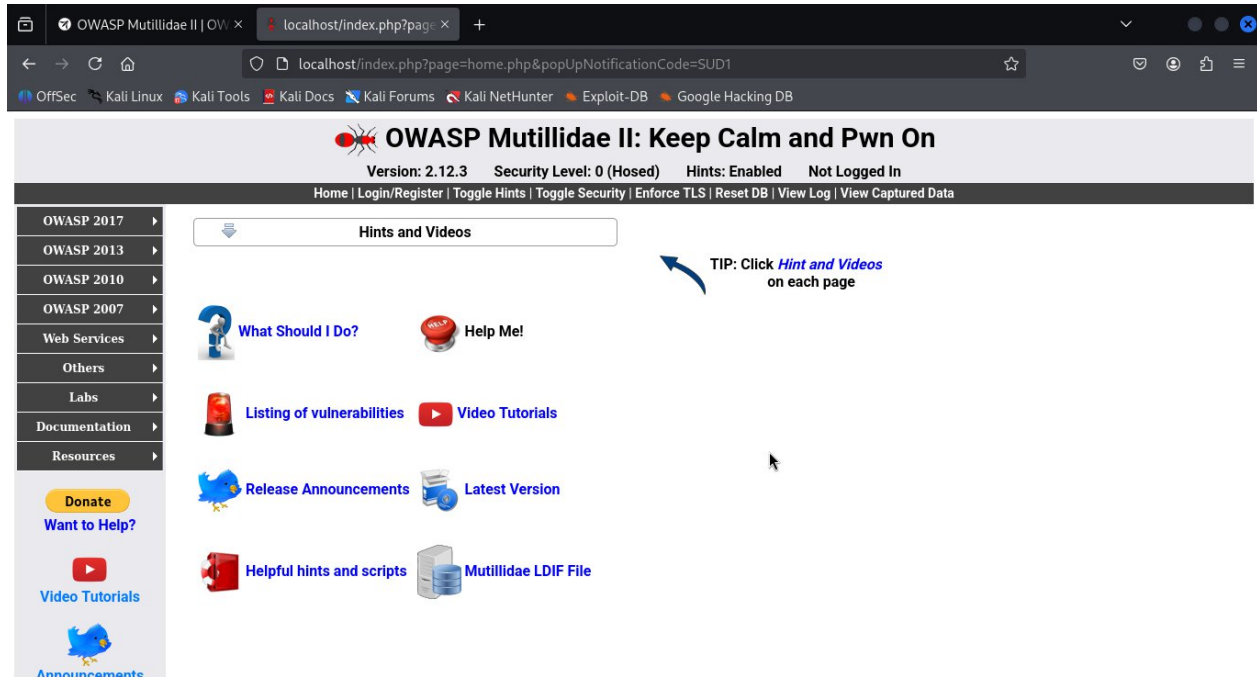 OWASP Mutillidae II | OW
localhost/index.php?page
localhost/index.php?page=home.php&popUpNotificationCode=SUD1
OffSec Kali Linux Kali Tools Kali Docs Kali Forums Kali NetHunter Exploit-DB Google Hacking DB
OWASP Mutillidae II: Keep Calm and Pwn On
Version: 2.12.3 Security Level: 0 (Hosed) Hints: Enabled Not Logged In
Home | Login/Register | Toggle Hints | Toggle Security | Enforce TLS | Reset DB | View Log | View Captured Data
OWASP 2017
OWASP 2013
OWASP 2010
OWASP 2007
Web Services
Others
Labs
Documentation
Resources
Donate
Want to Help?
Video Tutorials
Announcements
Hints and Videos
TIP: Click Hint and Videos
on each page
What Should I Do? Help Me!
Listing of vulnerabilities Video Tutorials
Release Announcements Latest Version
Helpful hints and scripts Mutillidae LDIF File